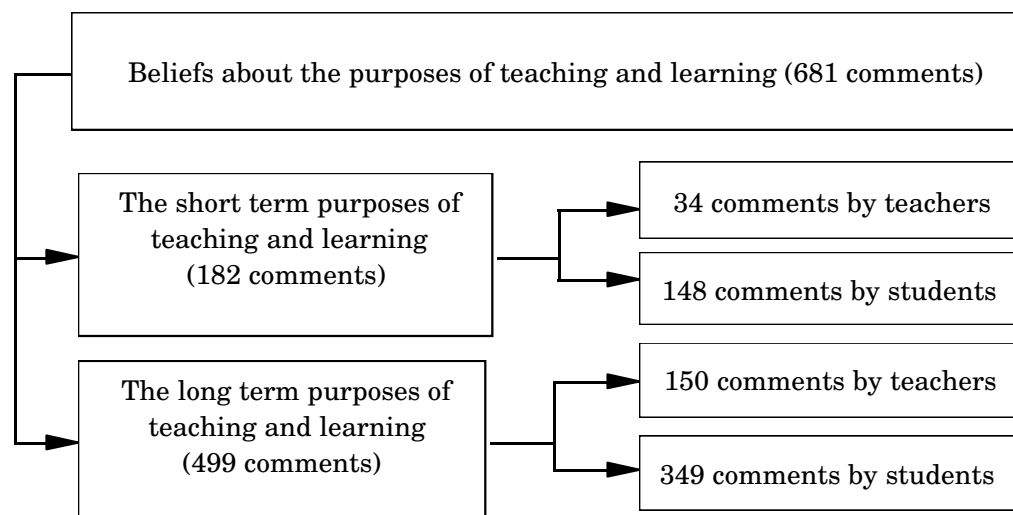 Beliefs about the purposes of teaching and learning (681 comments)
The short term purposes of
teaching and learning
(182 comments)
34 comments by teachers
148 comments by students
The long term purposes of
teaching and learning
(499 comments)
150 comments by teachers
349 comments by students